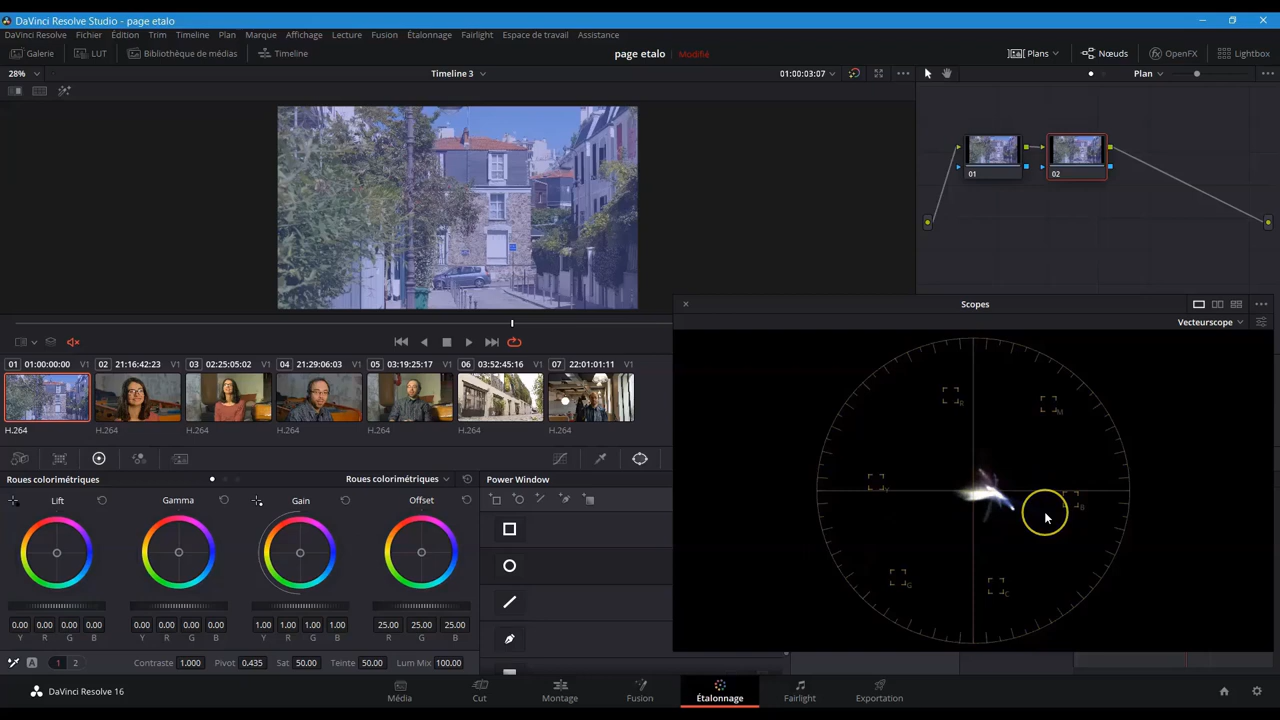 DaVinci Resolve Studio - page etalo
DaVinci Resolve Fichier Édition Trim Timeline Plan Marque Affichage Lecture Fusion Étalonnage Fairlight Espace de travail Assistance
Galerie LUT Bibliothèque de médias Timeline page etalo Modifié Plans Nœuds OpenFX Lightbox
28% Timeline 3 01:00:03:07 Plan
01 02
Scopes
Vecteurscope
R M Y B G C
01 01:00:00:00 V1 02 21:16:42:23 V1 03 02:25:05:02 V1 04 21:29:06:03 V1 05 03:19:25:17 V1 06 03:52:45:16 V1 07 22:01:01:11 V1
H.264 H.264 H.264 H.264 H.264 H.264 H.264
Roues colorimétriques Roues colorimétriques Power Window
Lift Gamma Gain Offset
0.00 0.00 0.00 0.00 0.00 0.00 0.00 0.00 1.00 1.00 1.00 1.00 25.00 25.00 25.00
Y R G B Y R G B Y R G B R G B
A 1 2 Contraste 1.000 Pivot 0.435 Sat 50.00 Teinte 50.00 Lum Mix 100.00
DaVinci Resolve 16 Média Cut Montage Fusion Étalonnage Fairlight Exportation